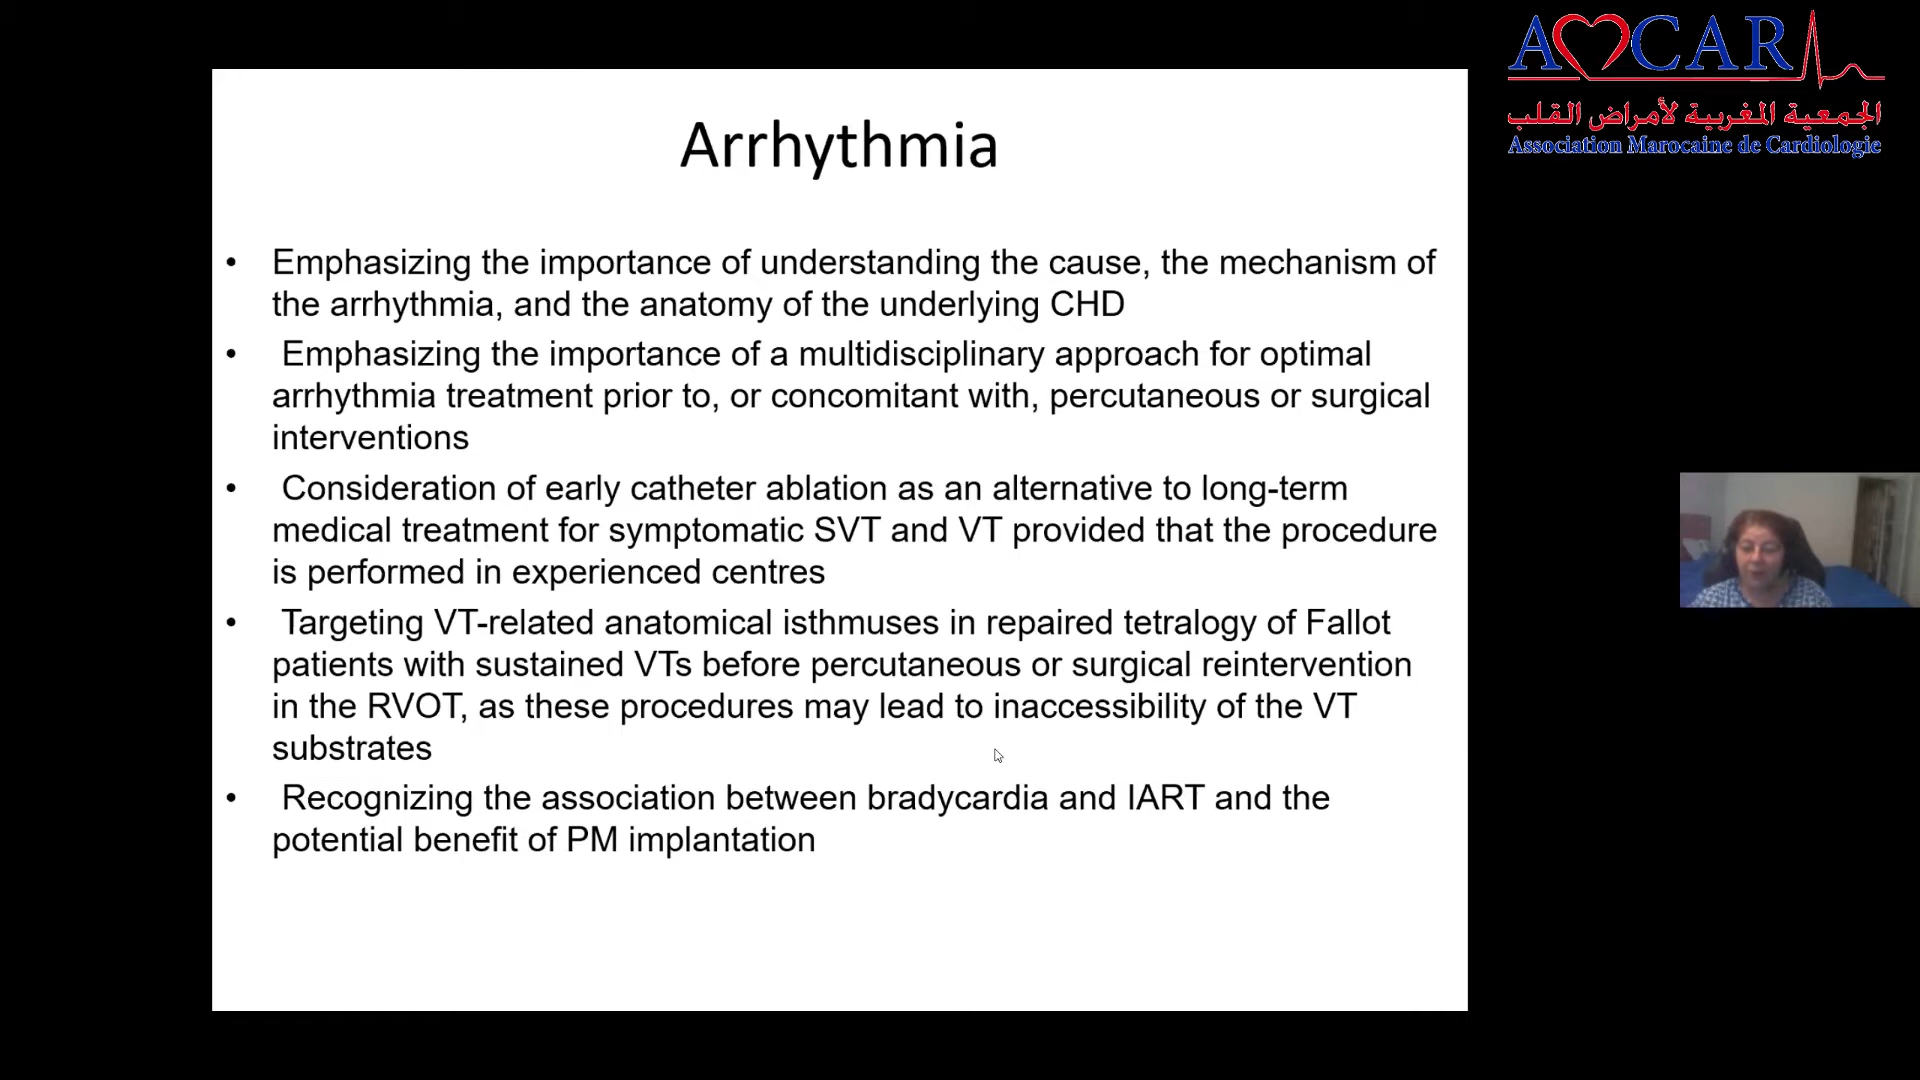 AMCAR
الجمعية المغربية لأمراض القلب
Association Marocaine de Cardiologie
Arrhythmia
• Emphasizing the importance of understanding the cause, the mechanism of
the arrhythmia, and the anatomy of the underlying CHD
• Emphasizing the importance of a multidisciplinary approach for optimal
arrhythmia treatment prior to, or concomitant with, percutaneous or surgical
interventions
• Consideration of early catheter ablation as an alternative to long-term
medical treatment for symptomatic SVT and VT provided that the procedure
is performed in experienced centres
• Targeting VT-related anatomical isthmuses in repaired tetralogy of Fallot
patients with sustained VTs before percutaneous or surgical reintervention
in the RVOT, as these procedures may lead to inaccessibility of the VT
substrates
• Recognizing the association between bradycardia and IART and the
potential benefit of PM implantation